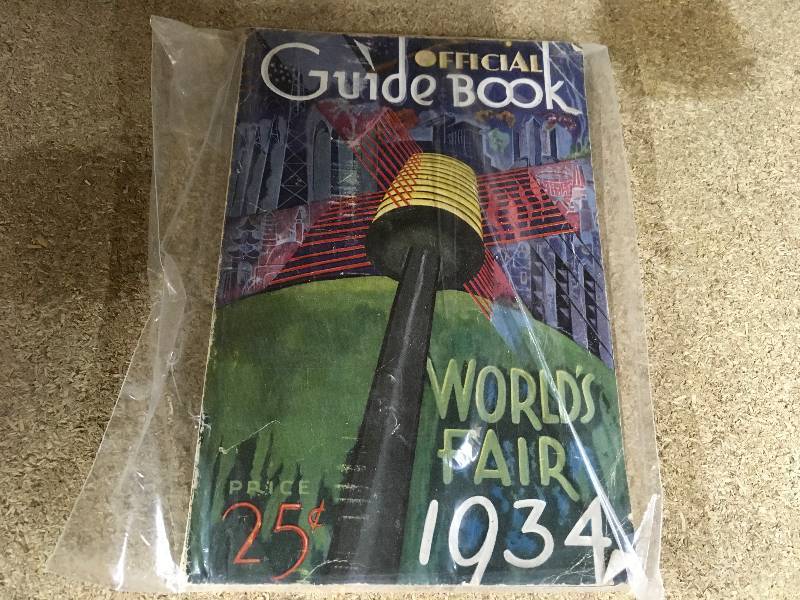 OFFICIAL
Guide BOOK
WORLD'S
FAIR
PRICE
25¢
1934